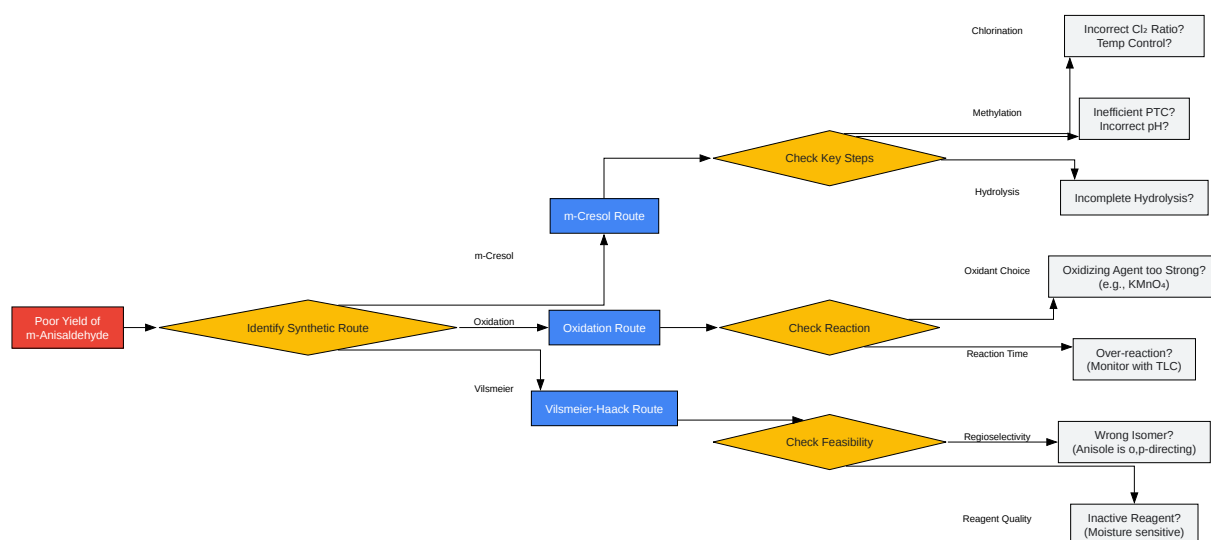 Chlorination
Incorrect Cl₂ Ratio?
Temp Control?
Methylation
Inefficient PTC?
Incorrect pH?
Check Key Steps
Hydrolysis
Incomplete Hydrolysis?
m-Cresol Route
m-Cresol
Oxidant Choice
Oxidizing Agent too Strong?
(e.g., KMnO₄)
Poor Yield of
m-Anisaldehyde
Identify Synthetic Route
Oxidation
Oxidation Route
Check Reaction
Reaction Time
Over-reaction?
(Monitor with TLC)
Vilsmeier
Vilsmeier-Haack Route
Check Feasibility
Regioselectivity
Wrong Isomer?
(Anisole is o,p-directing)
Reagent Quality
Inactive Reagent?
(Moisture sensitive)